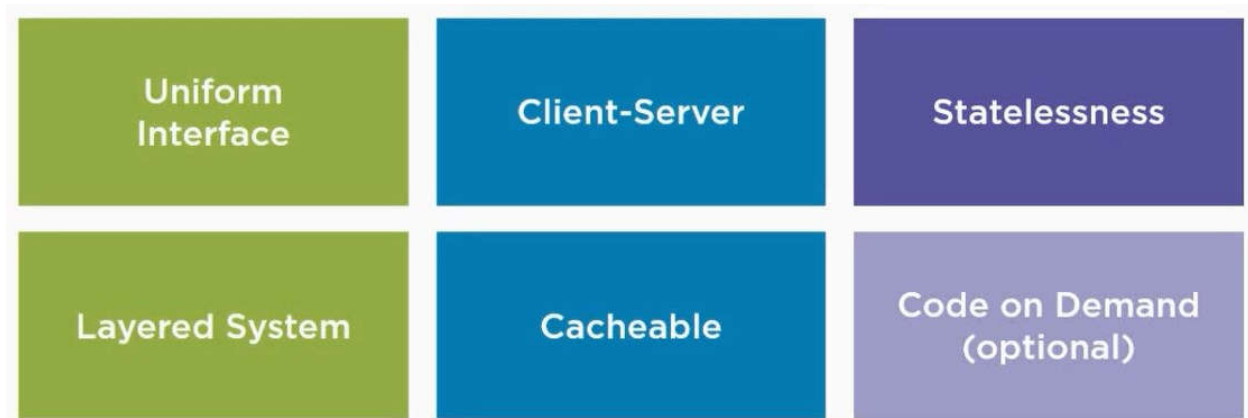 Uniform
Interface
Client-Server
Statelessness
Layered System
Cacheable
Code on Demand
(optional)